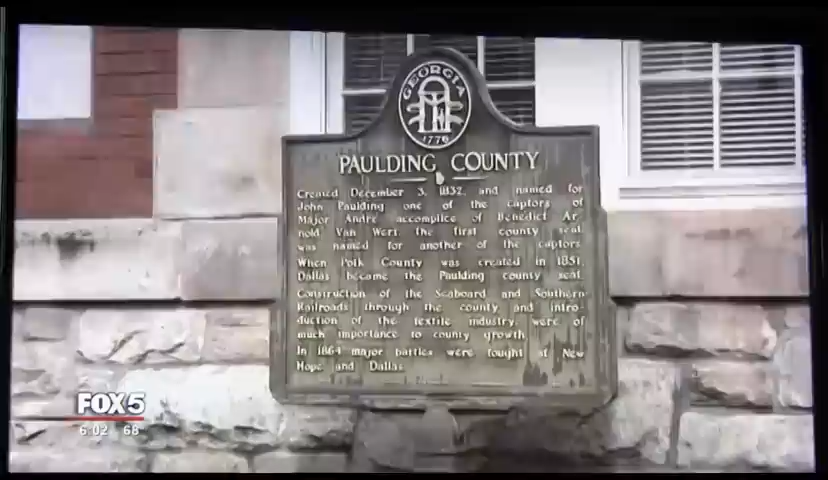 GEORGIA
1776
PAULDING COUNTY
Created December 3, 1832, and named for
John Paulding one of the captors of
Major Andre accomplice of Benedict Ar-
nold Van Wert, the first county seat
was named for another of the captors.
When Polk County was created in 1851,
Dallas became the Paulding county seat.
Construction of the Seaboard and Southern
Railroads through the county and intro-
duction of the textile industry were of
much importance to county growth.
In 1864 major battles were fought at New
Hope and Dallas.
FOX 5
6:02 68